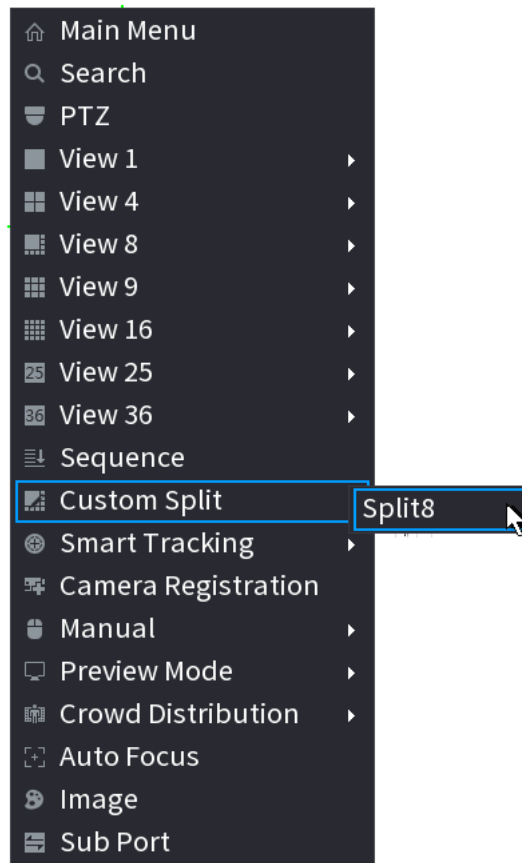 Main Menu
Search
PTZ
View 1
View 4
View 8
View 9
View 16
25 View 25
36 View 36
Sequence
Custom Split
Split8
Smart Tracking
Camera Registration
Manual
Preview Mode
Crowd Distribution
Auto Focus
Image
Sub Port